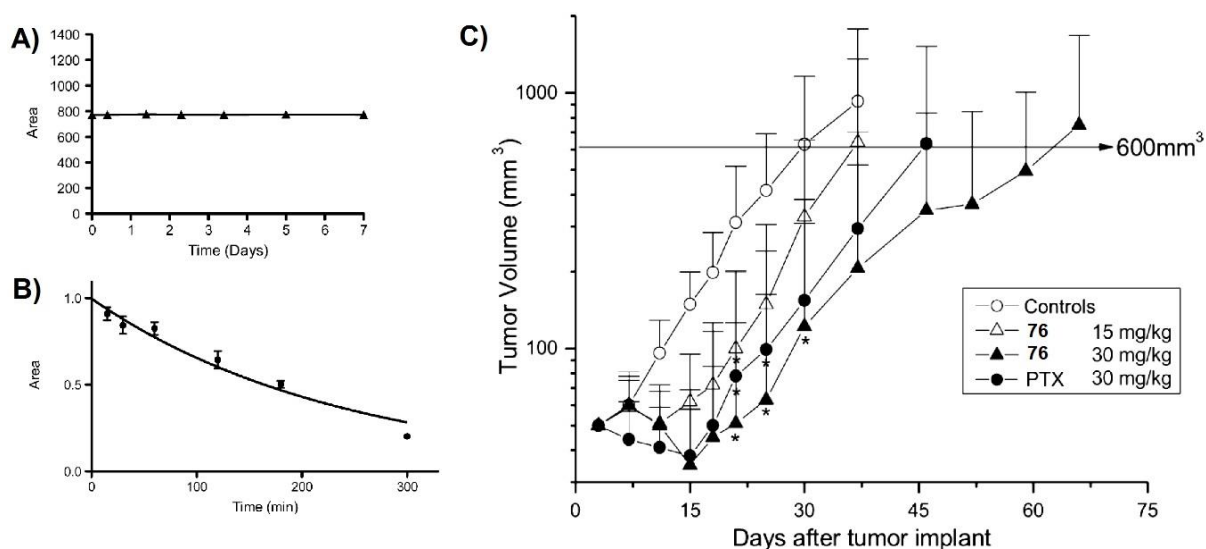 A)
1400
1200
1000
800
600
400
200
0
Area
0 1 2 3 4 5 6 7
Time (Days)
B)
1.0
0.5
0.0
Area
0 100 200 300
Time (min)
C)
1000
100
Tumor Volume (mm³)
600mm³
Controls
76 15 mg/kg
76 30 mg/kg
PTX 30 mg/kg
* * * * * *
0 15 30 45 60 75
Days after tumor implant